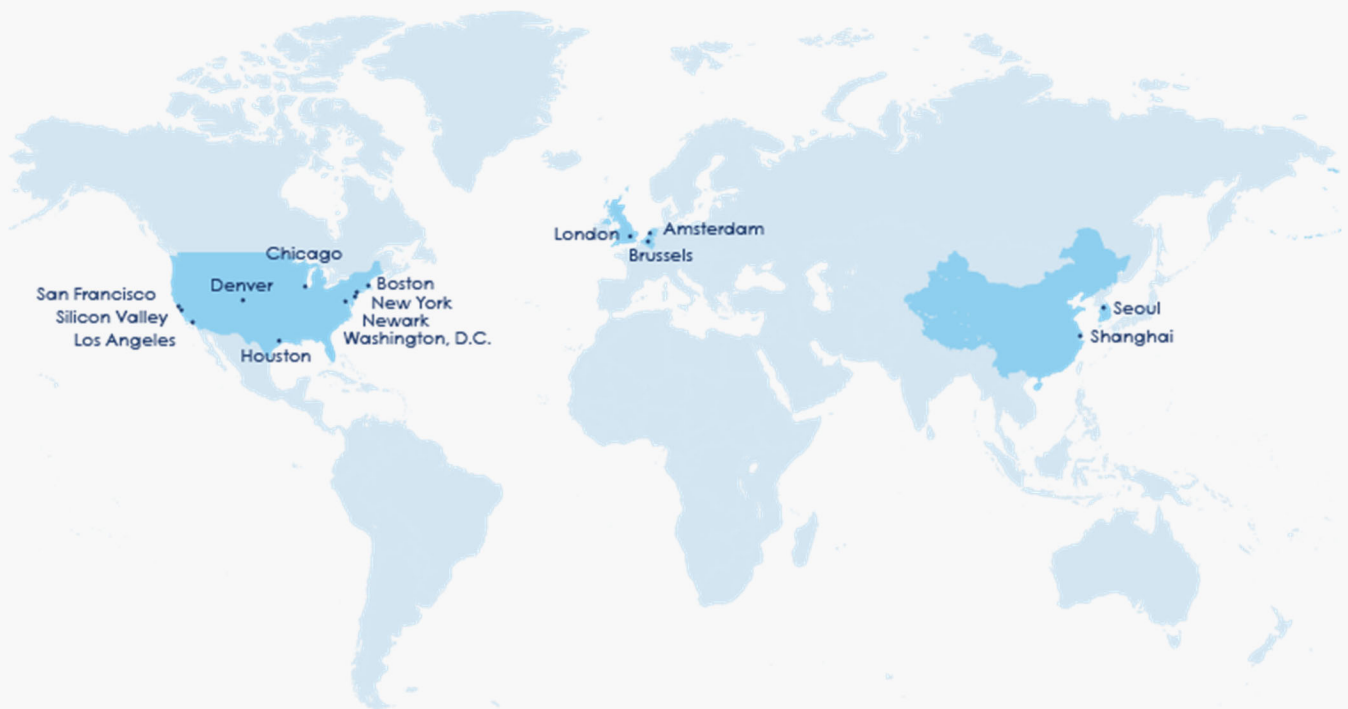 Chicago
Denver
San Francisco
Silicon Valley
Los Angeles
Houston
Boston
New York
Newark
Washington, D.C.
London
Amsterdam
Brussels
Seoul
Shanghai